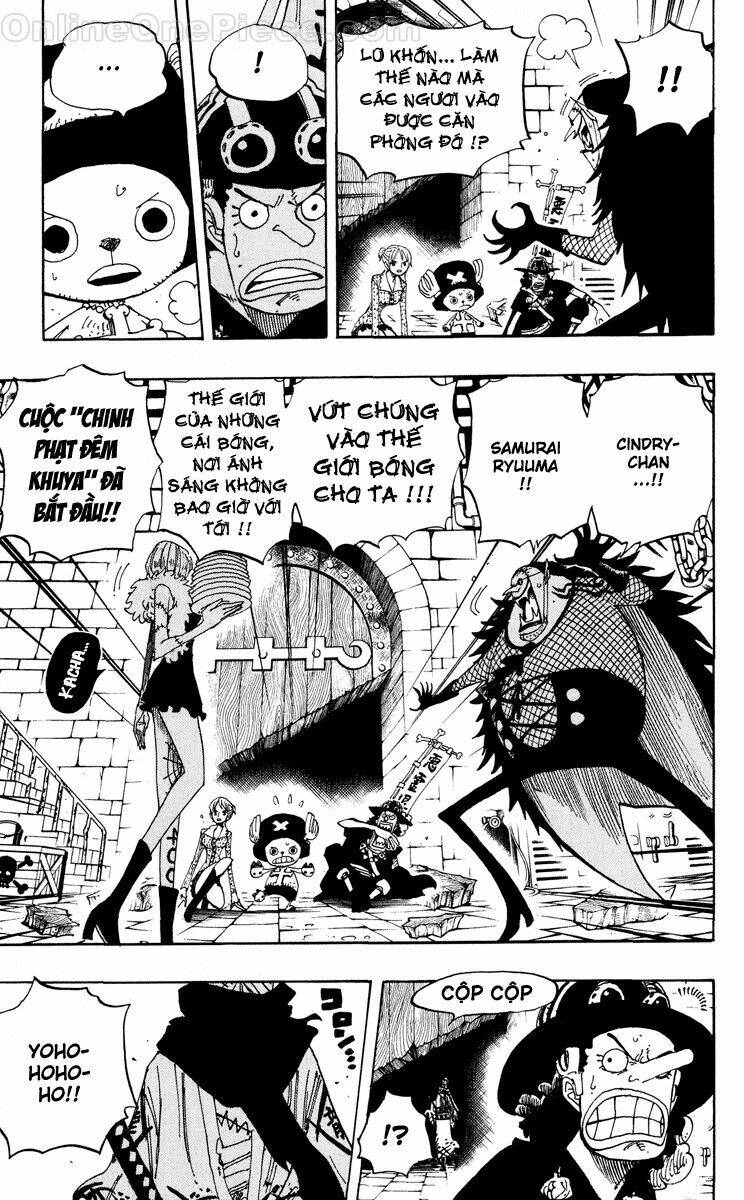 OnlineOnePiece.com
!!
LŨ KHỐN... LÀM
THẾ NÀO MÀ
CÁC NGƯƠI VÀO
ĐƯỢC CĂN
PHÒNG ĐÓ !?
!
...
CINDRY-
CHAN
...!!
SAMURAI
RYUUMA
!!
VỨT CHÚNG
VÀO THẾ
GIỚI BÓNG
CHO TA !!!
THẾ GIỚI
CỦA NHỮNG
CÁI BÓNG,
NƠI ÁNH
SÁNG KHÔNG
BAO GIỜ VỚI
TỚI !!
CUỘC "CHINH
PHẠT ĐÊM
KHUYA" ĐÃ
BẮT ĐẦU!!
KACHA...
400
CỘP CỘP
!?
YOHO-
HOHO-
HO!!